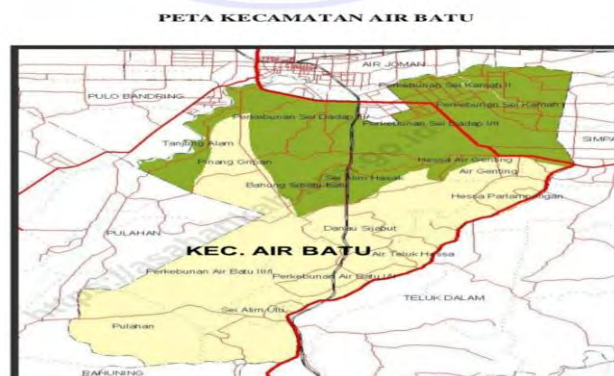 PETA KECAMATAN AIR BATU
AIR JOMAN
PULO BANDRING
Perkebunan Sei Kamah II
Perkebunan Sei Kamah I
Perkebunan Sei Dadap III
Perkebunan Sei Dadap I/II
SIMPA
Tanjung Alam
Pinang Gripan
Hessa Air Genting
Air Genting
Sei Alim Hasak
Bahung Sibatu-Batu
Hessa Perlampungan
Danau Sijabut
PULAHAN
KEC. AIR BATU
Air Teluk Hessa
Perkebunan Air Batu III/
Perkebunan Air Batu I/II
TELUK DALAM
Sei Alim Ulu
Pulahan